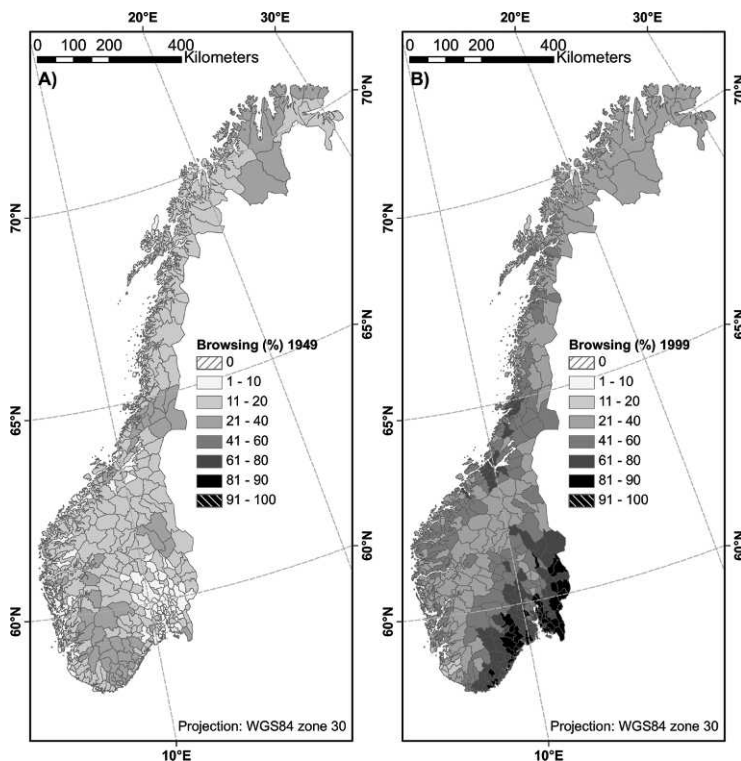 20°E
30°E
0 100 200 400
Kilometers
A)
70°N
70°N
65°N
65°N
60°N
60°N
10°E
Browsing (%) 1949
0
1 - 10
11 - 20
21 - 40
41 - 60
61 - 80
81 - 90
91 - 100
Projection: WGS84 zone 30
20°E
30°E
0 100 200 400
Kilometers
B)
70°N
70°N
65°N
65°N
60°N
60°N
10°E
Browsing (%) 1999
0
1 - 10
11 - 20
21 - 40
41 - 60
61 - 80
81 - 90
91 - 100
Projection: WGS84 zone 30